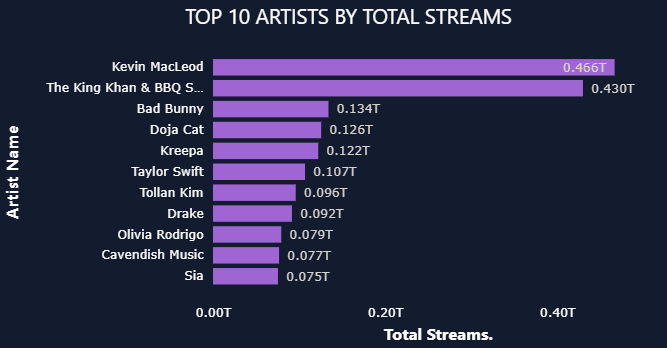 TOP 10 ARTISTS BY TOTAL STREAMS
Artist Name
Kevin MacLeod 0.466T
The King Khan & BBQ S... 0.430T
Bad Bunny 0.134T
Doja Cat 0.126T
Kreepa 0.122T
Taylor Swift 0.107T
Tollan Kim 0.096T
Drake 0.092T
Olivia Rodrigo 0.079T
Cavendish Music 0.077T
Sia 0.075T
0.00T 0.20T 0.40T
Total Streams.